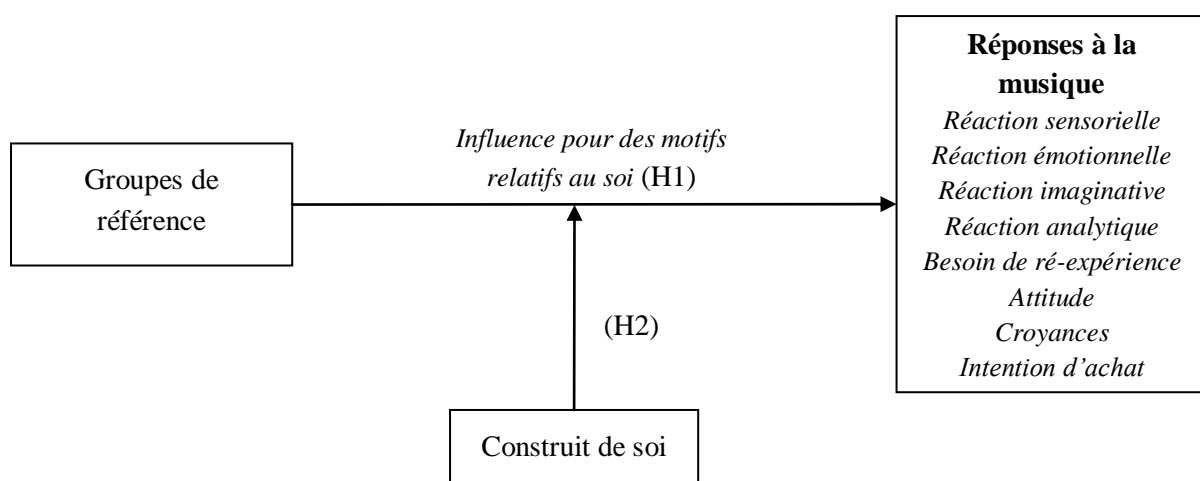 Groupes de
référence
Influence pour des motifs
relatifs au soi (H1)
Réponses à la
musique
Réaction sensorielle
Réaction émotionnelle
Réaction imaginative
Réaction analytique
Besoin de ré-expérience
Attitude
Croyances
Intention d’achat
(H2)
Construit de soi